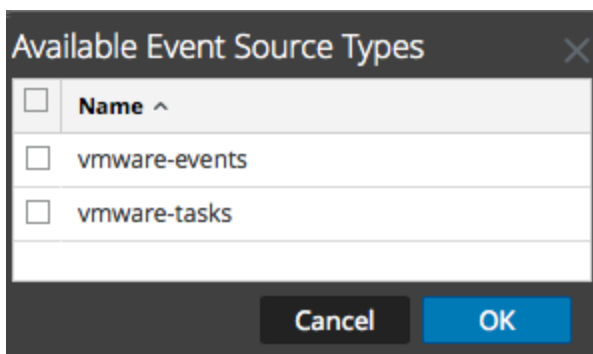 Available Event Source Types
Name
vmware-events
vmware-tasks
Cancel OK